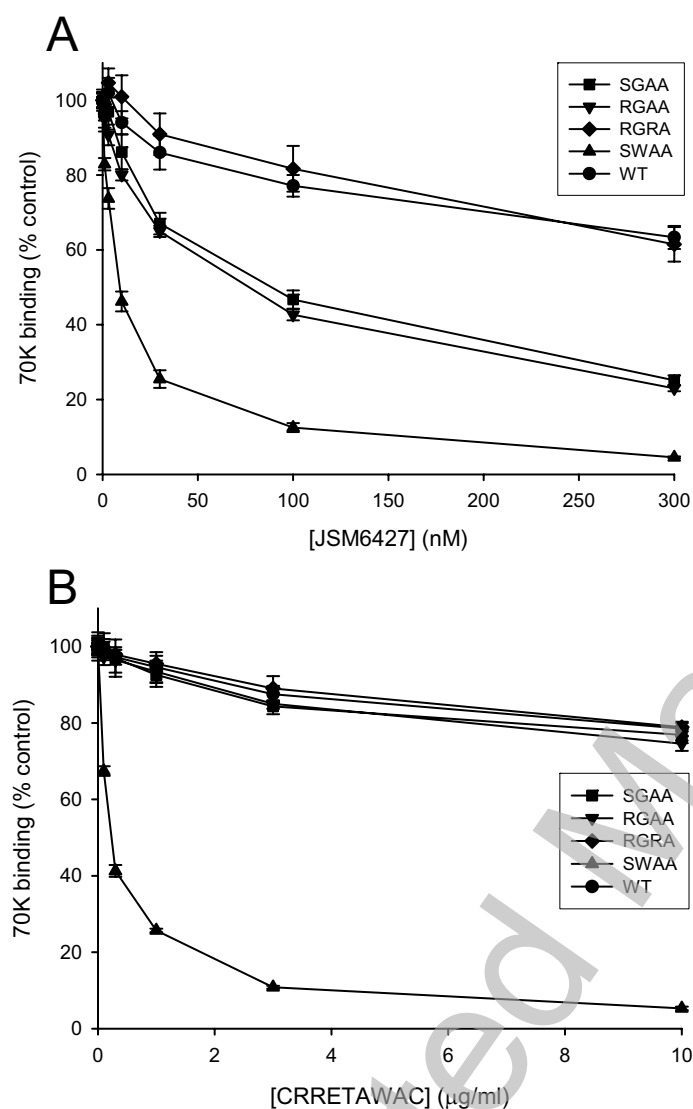 A
100
80
60
40
20
0
70K binding (% control)
SGAA
RGAA
RGRA
SWAA
WT
0 50 100 150 200 250 300
[JSM6427] (nM)
B
100
80
60
40
20
0
70K binding (% control)
SGAA
RGAA
RGRA
SWAA
WT
0 2 4 6 8 10
[CRRETAWAC] (µg/ml)